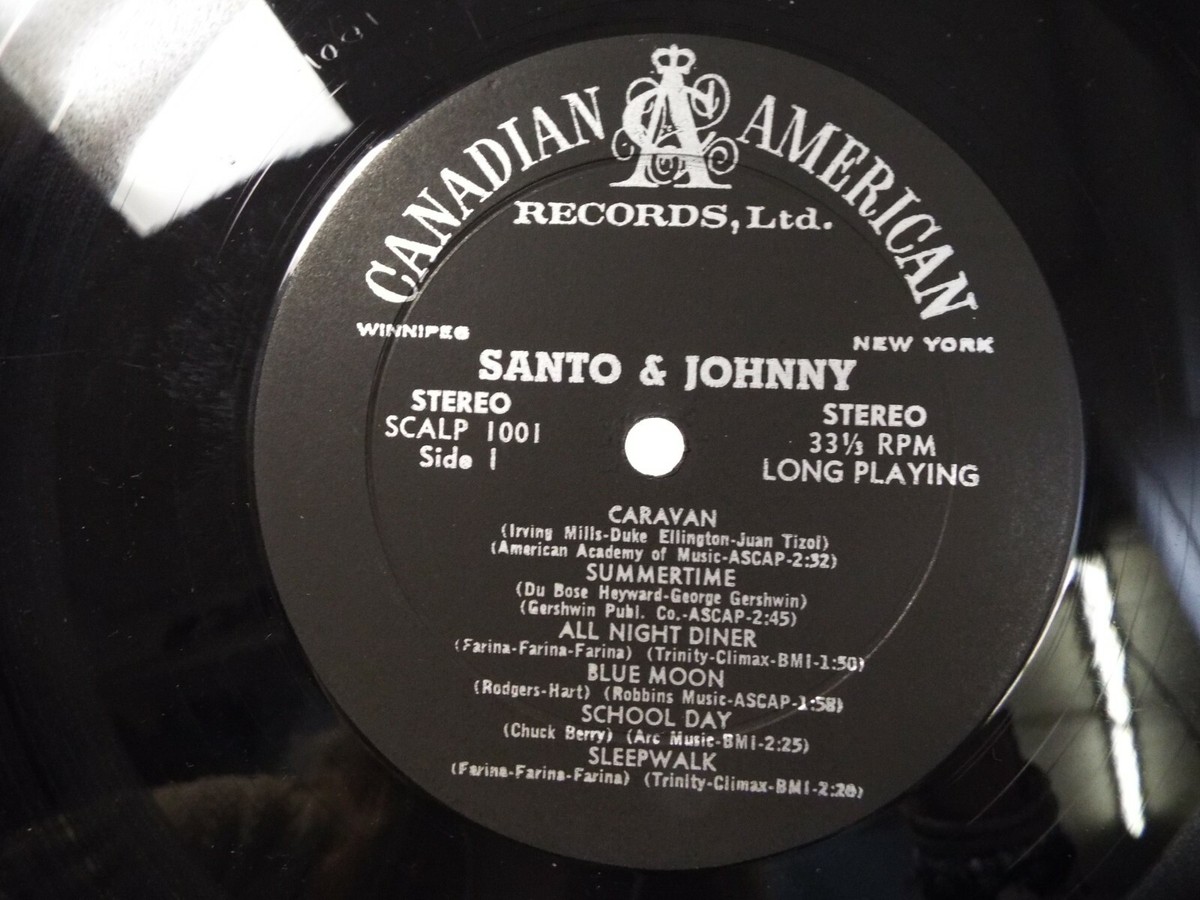 CANADIAN CA AMERICAN
RECORDS, Ltd.
WINNIPEG
NEW YORK
SANTO & JOHNNY
STEREO
SCALP 1001
Side 1
STEREO
33⅓ RPM
LONG PLAYING
CARAVAN
(Irving Mills-Duke Ellington-Juan Tizol)
(American Academy of Music-ASCAP-2:32)
SUMMERTIME
(Du Bose Heyward-George Gershwin)
(Gershwin Publ. Co.-ASCAP-2:45)
ALL NIGHT DINER
(Farina-Farina-Farina) (Trinity-Climax-BMI-1:50)
BLUE MOON
(Rodgers-Hart) (Robbins Music-ASCAP-1:58)
SCHOOL DAY
(Chuck Berry) (Arc Music-BMI-2:25)
SLEEPWALK
(Farina-Farina-Farina) (Trinity-Climax-BMI-2:20)